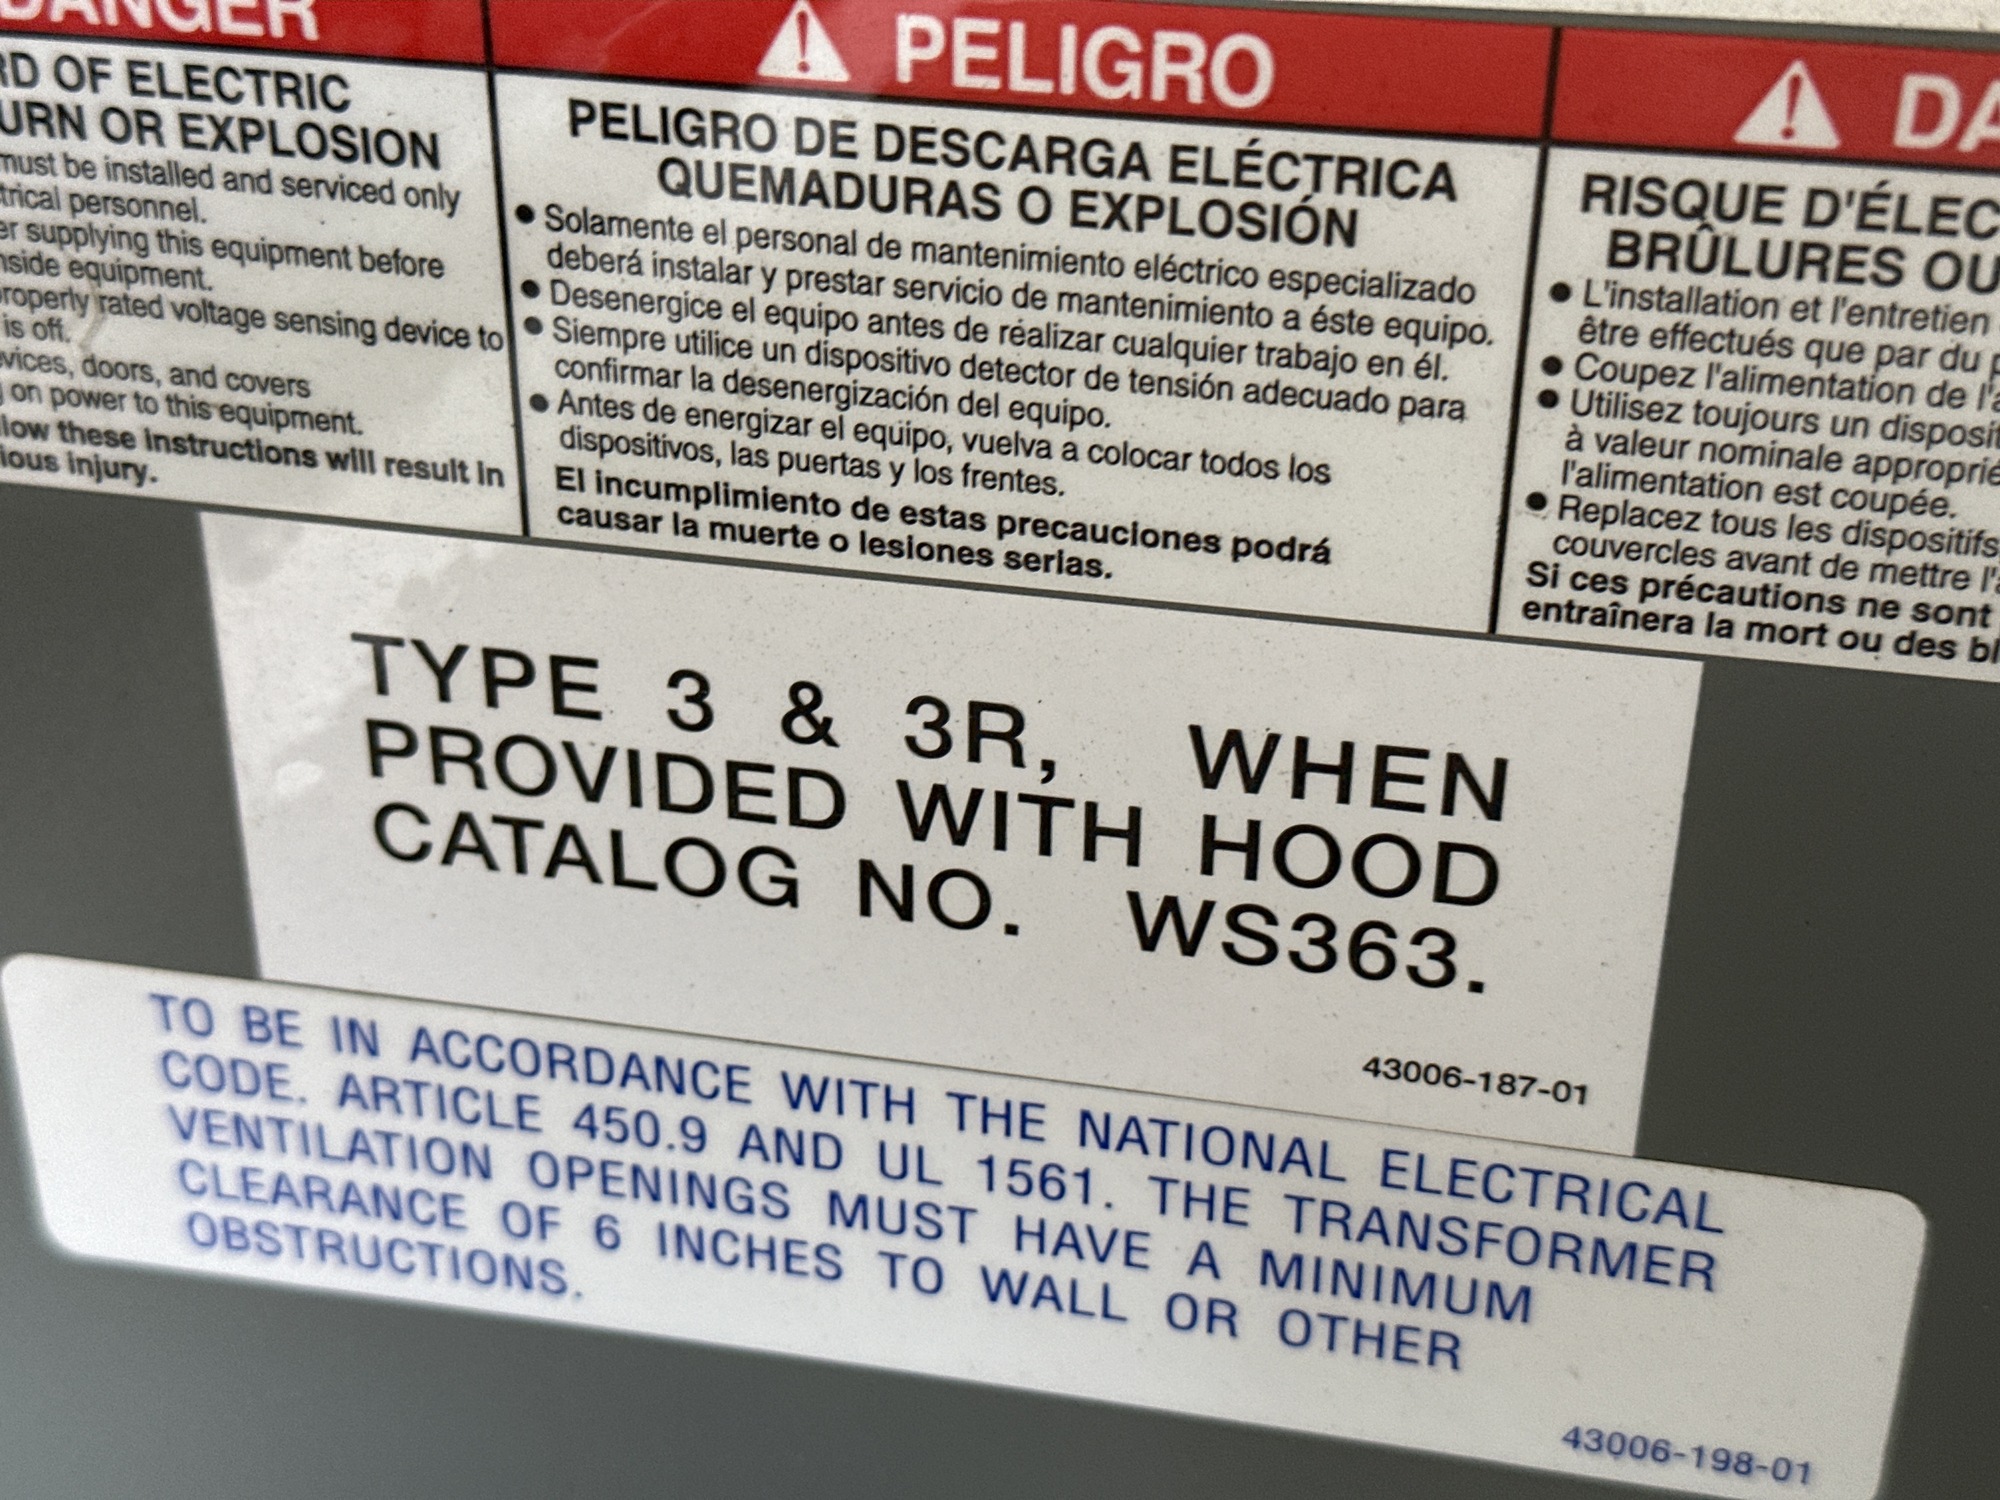 DANGER
RD OF ELECTRIC
URN OR EXPLOSION
must be installed and serviced only
trical personnel.
er supplying this equipment before
nside equipment.
properly rated voltage sensing device to
is off.
vices, doors, and covers
g on power to this equipment.
low these instructions will result in
ious injury.
PELIGRO
PELIGRO DE DESCARGA ELÉCTRICA
QUEMADURAS O EXPLOSIÓN
● Solamente el personal de mantenimiento eléctrico especializado
deberá instalar y prestar servicio de mantenimiento a éste equipo.
● Desenergice el equipo antes de réalizar cualquier trabajo en él.
● Siempre utilice un dispositivo detector de tensión adecuado para
confirmar la desenergización del equipo.
● Antes de energizar el equipo, vuelva a colocar todos los
dispositivos, las puertas y los frentes.
El incumplimiento de estas precauciones podrá
causar la muerte o lesiones serias.
DA
RISQUE D'ÉLEC
BRÛLURES OU
● L'installation et l'entretien
être effectués que par du p
● Coupez l'alimentation de l'a
● Utilisez toujours un disposit
à valeur nominale approprié
l'alimentation est coupée.
● Replacez tous les dispositifs
couvercles avant de mettre l'a
Si ces précautions ne sont
entraînera la mort ou des bl
TYPE 3 & 3R, WHEN
PROVIDED WITH HOOD
CATALOG NO. WS363.
43006-187-01
TO BE IN ACCORDANCE WITH THE NATIONAL ELECTRICAL
CODE. ARTICLE 450.9 AND UL 1561. THE TRANSFORMER
VENTILATION OPENINGS MUST HAVE A MINIMUM
CLEARANCE OF 6 INCHES TO WALL OR OTHER
OBSTRUCTIONS.
43006-198-01